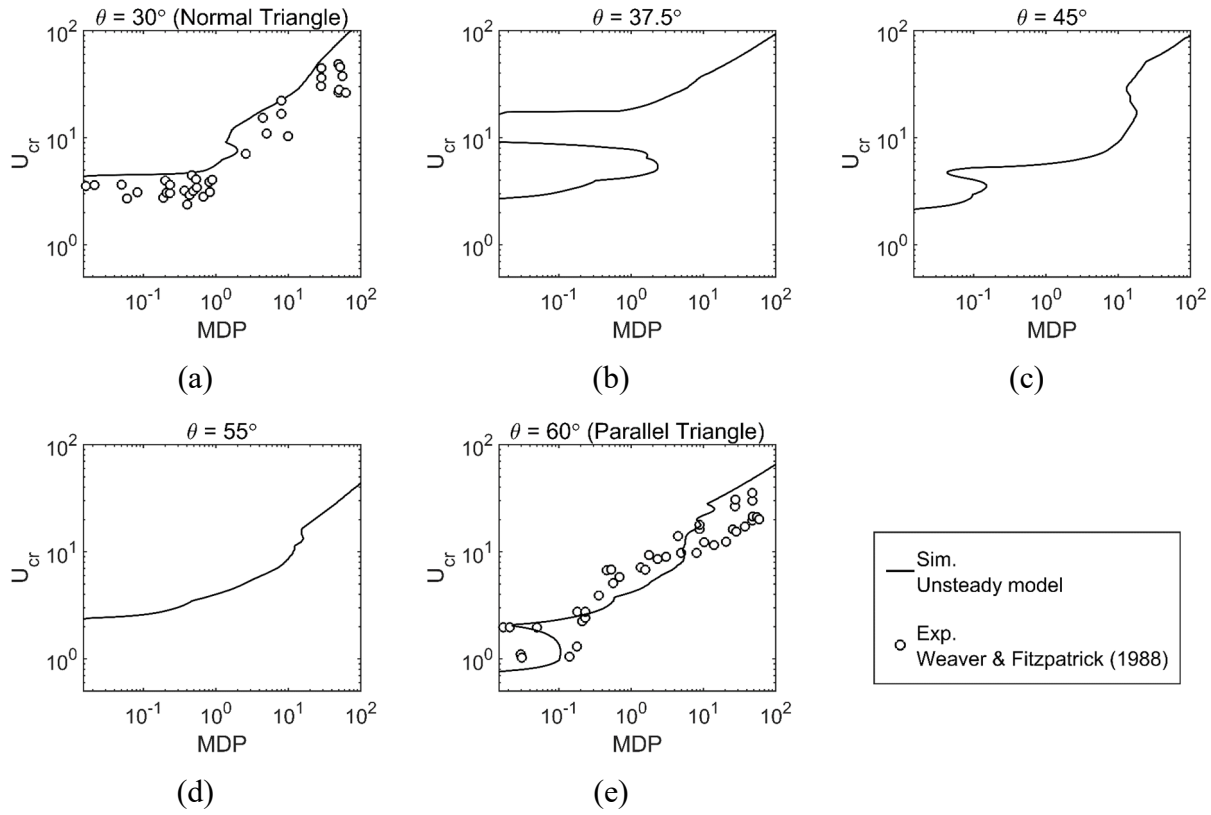 θ = 30° (Normal Triangle)
θ = 37.5°
θ = 45°
10²
10¹
10⁰
U_cr
10⁻¹
10⁰
10¹
10²
MDP
10²
10¹
10⁰
U_cr
10⁻¹
10⁰
10¹
10²
MDP
10²
10¹
10⁰
U_cr
10⁻¹
10⁰
10¹
10²
MDP
(a)
(b)
(c)
θ = 55°
θ = 60° (Parallel Triangle)
10²
10¹
10⁰
U_cr
10⁻¹
10⁰
10¹
10²
MDP
10²
10¹
10⁰
U_cr
10⁻¹
10⁰
10¹
10²
MDP
Sim.
Unsteady model
Exp.
Weaver & Fitzpatrick (1988)
(d)
(e)